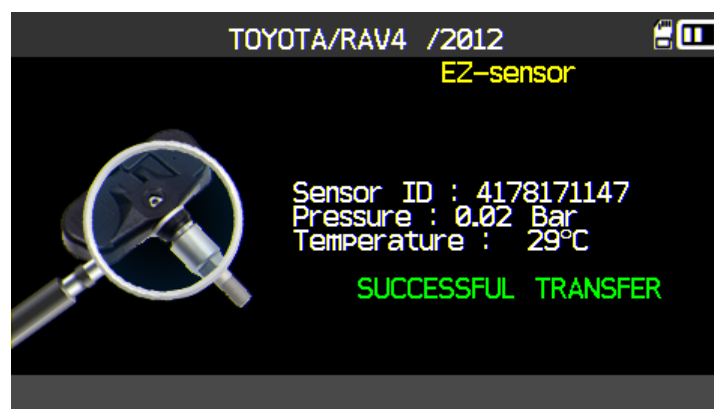 TOYOTA/RAV4 /2012
EZ-sensor
Sensor ID : 4178171147
Pressure : 0.02 Bar
Temperature : 29°C
SUCCESSFUL TRANSFER